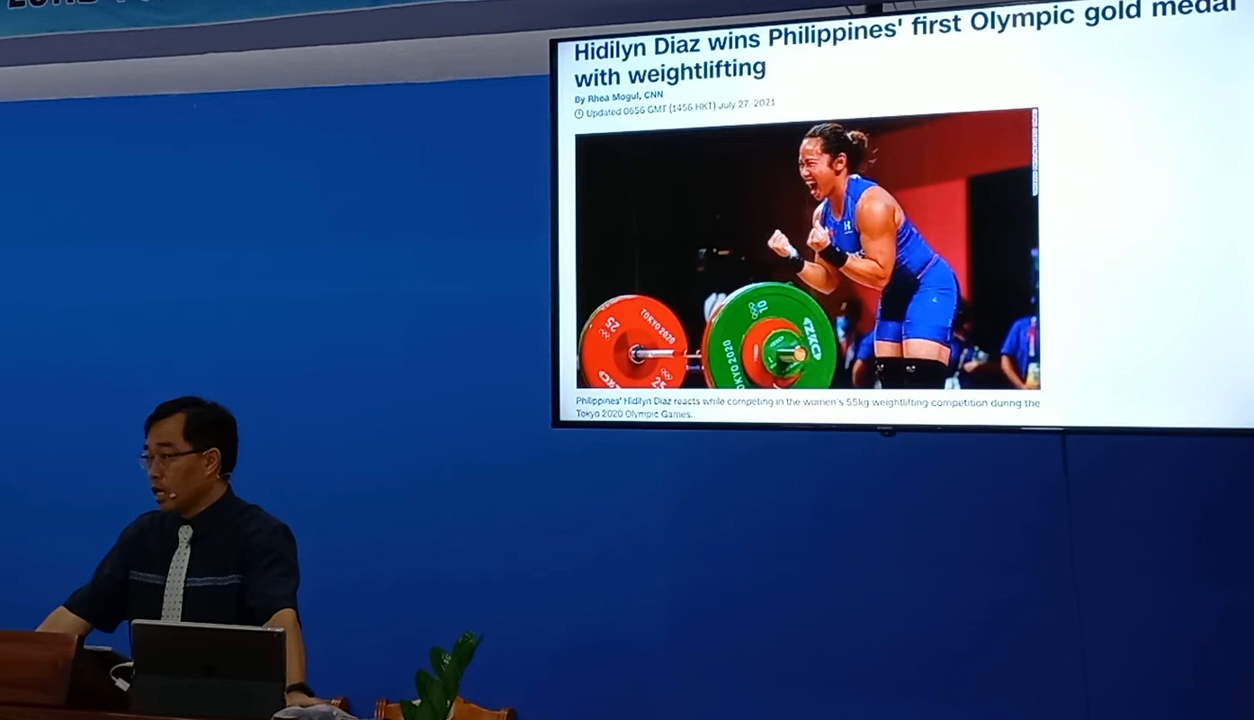 Hidilyn Diaz wins Philippines' first Olympic gold medal
with weightlifting
By Rhea Mogul, CNN
Updated 0656 GMT (1456 HKT) July 27, 2021
TOKYO 2020
25
25
10
ZKC
TOKYO 2020
Philippines' Hidilyn Diaz reacts while competing in the women's 55kg weightlifting competition during the
Tokyo 2020 Olympic Games.